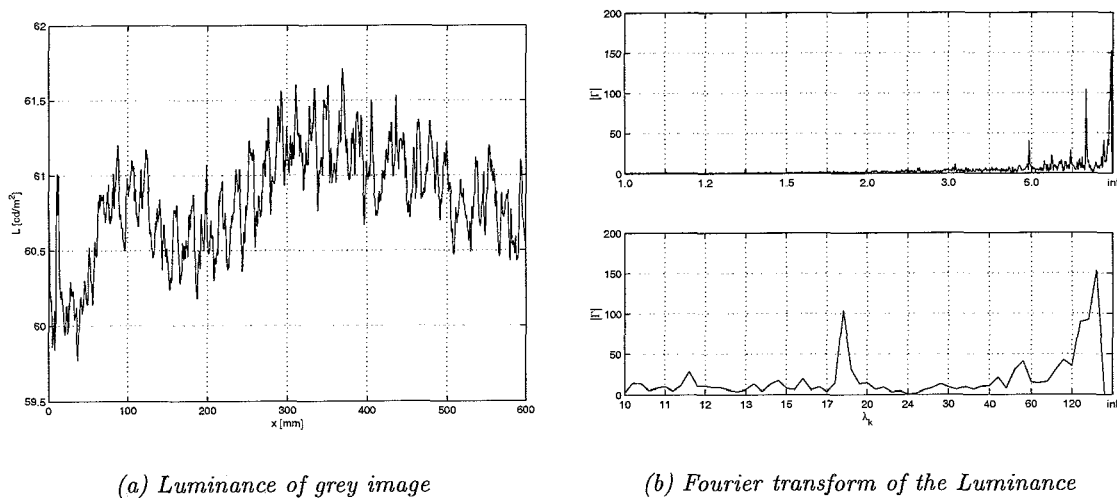 62
61.5
61
60.5
60
59.5
L [cd/m²]
0 100 200 300 400 500 600
x [mm]
(a) Luminance of grey image
200
150
100
50
0
|Γ|
1.0 1.2 1.5 2.0 3.0 6.0 inf
200
150
100
50
0
|Γ|
10 11 12 13 15 17 20 24 30 40 60 120 inf
λk
(b) Fourier transform of the Luminance